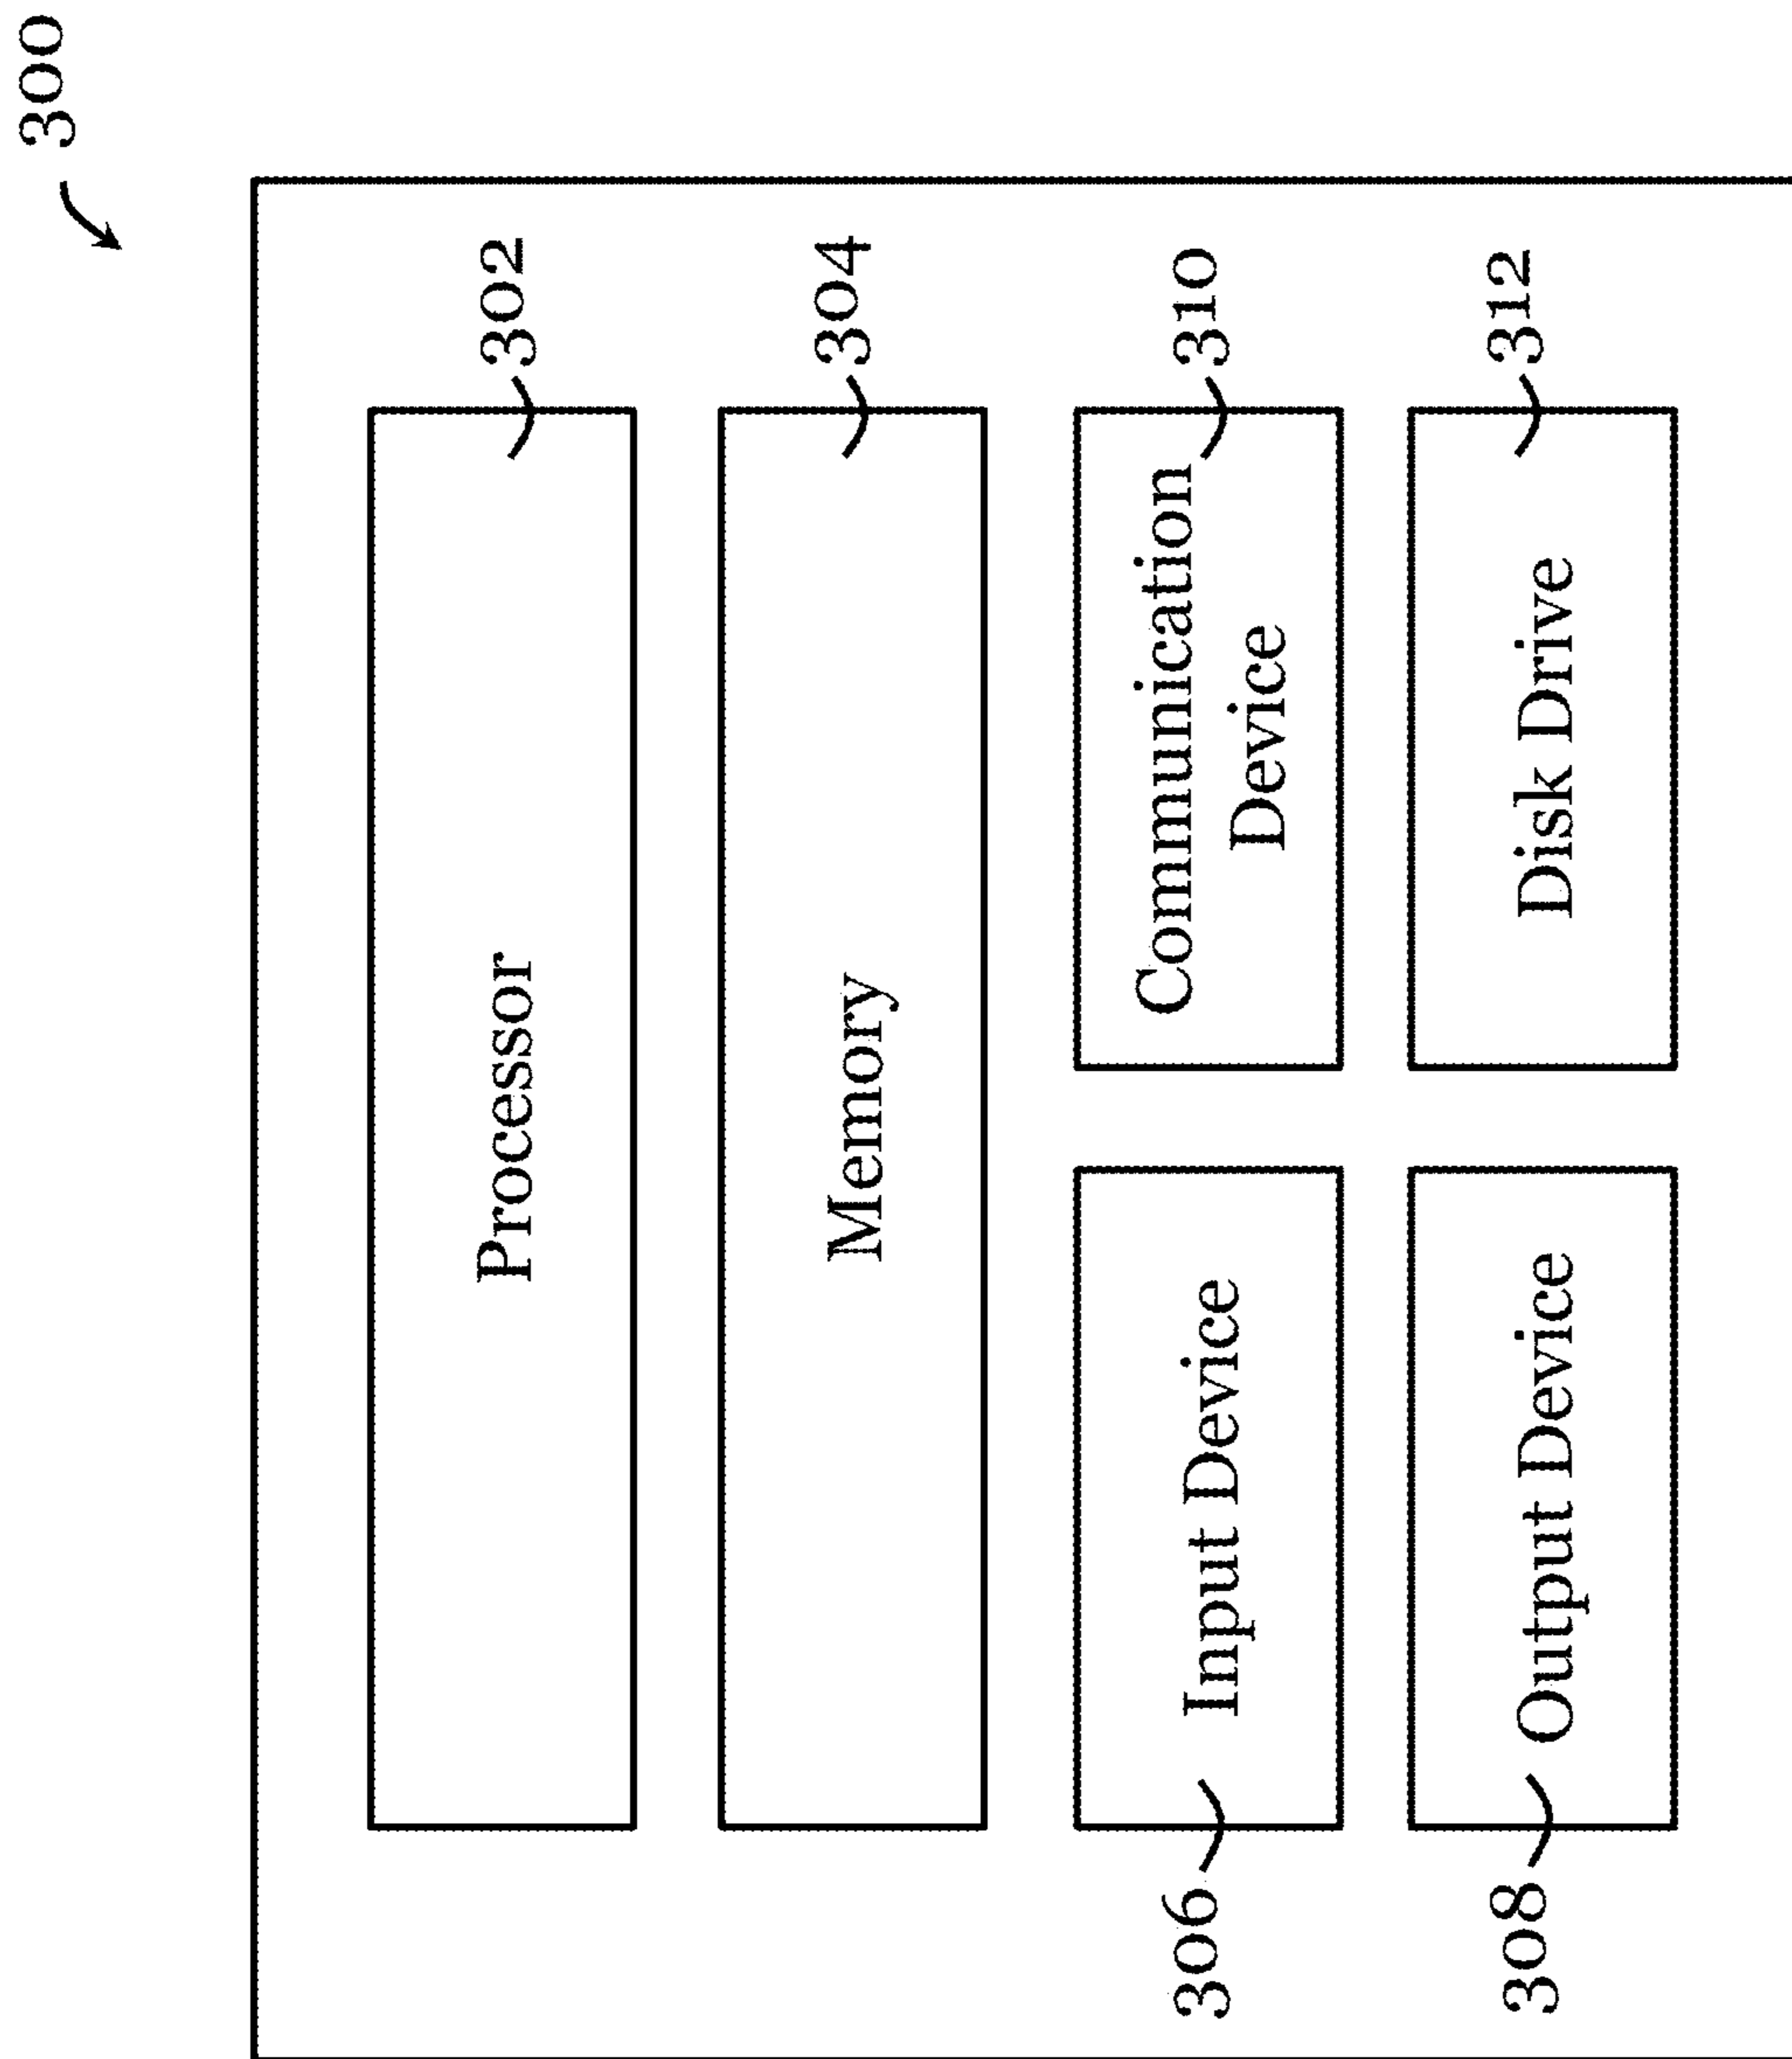 300
Processor
302
Memory
304
306
Input Device
Communication
Device
310
308
Output Device
Disk Drive
312